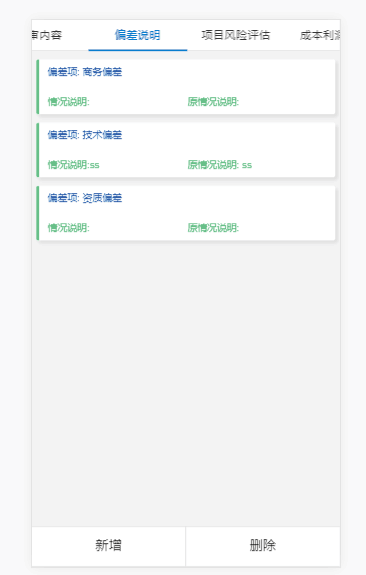 审内容 偏差说明 项目风险评估 成本利润
偏差项: 商务偏差
情况说明: 原情况说明:
偏差项: 技术偏差
情况说明:ss 原情况说明: ss
偏差项: 资质偏差
情况说明: 原情况说明:
新增 删除